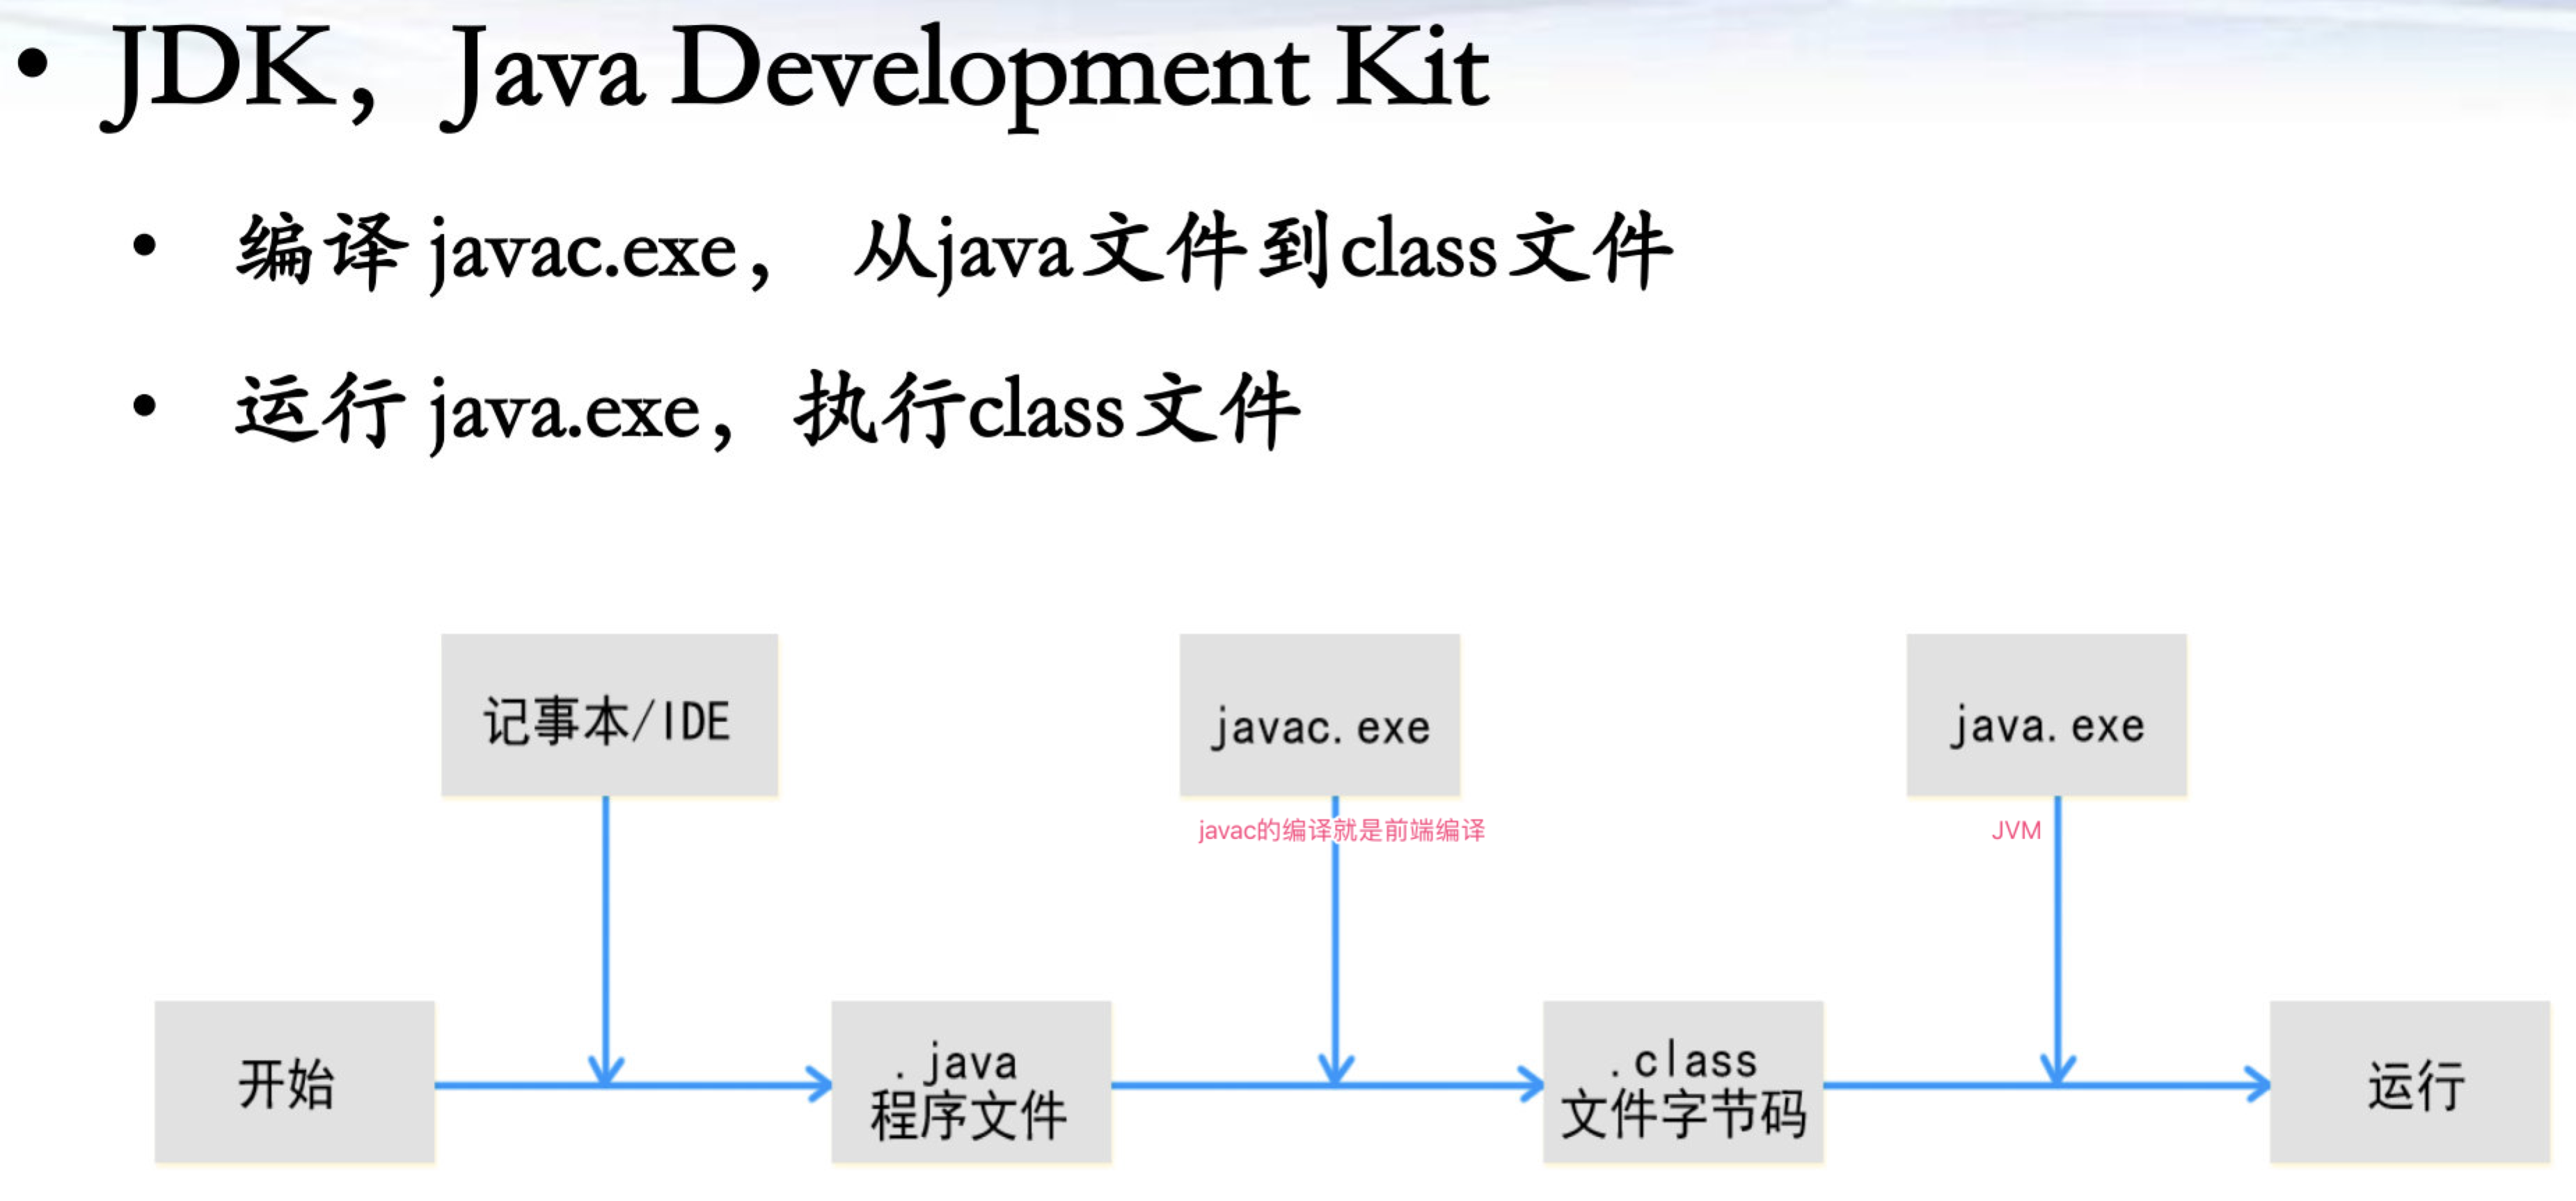 • JDK，Java Development Kit
• 编译 javac.exe， 从java文件到class文件
• 运行 java.exe，执行class文件
记事本/IDE
javac.exe
java.exe
javac的编译就是前端编译
JVM
开始
.java
程序文件
.class
文件字节码
运行